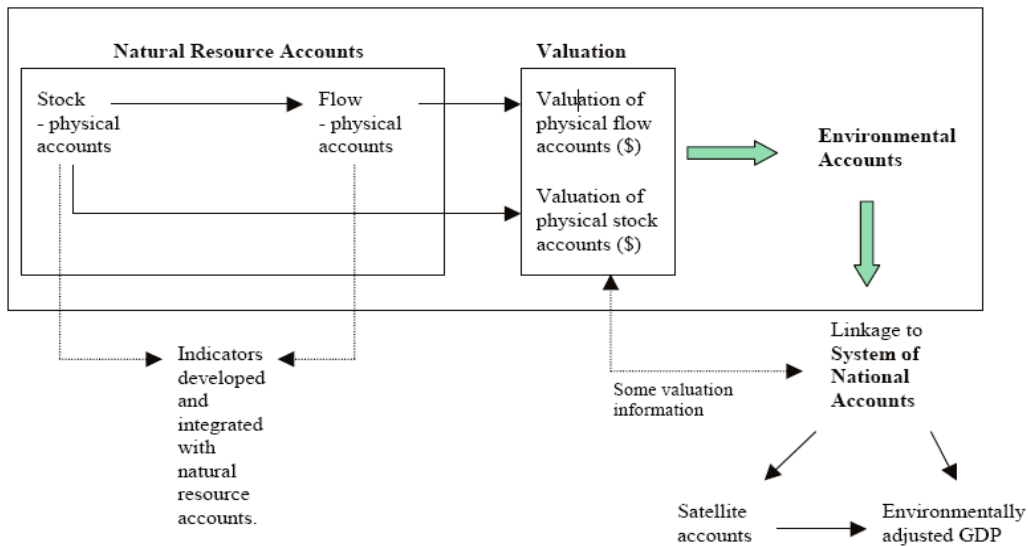 Natural Resource Accounts
Stock
- physical
accounts
Flow
- physical
accounts
Valuation
Valuation of
physical flow
accounts ($)
Valuation of
physical stock
accounts ($)
Environmental
Accounts
Indicators
developed
and
integrated
with
natural
resource
accounts.
Some valuation
information
Linkage to
System of
National
Accounts
Satellite
accounts
Environmentally
adjusted GDP